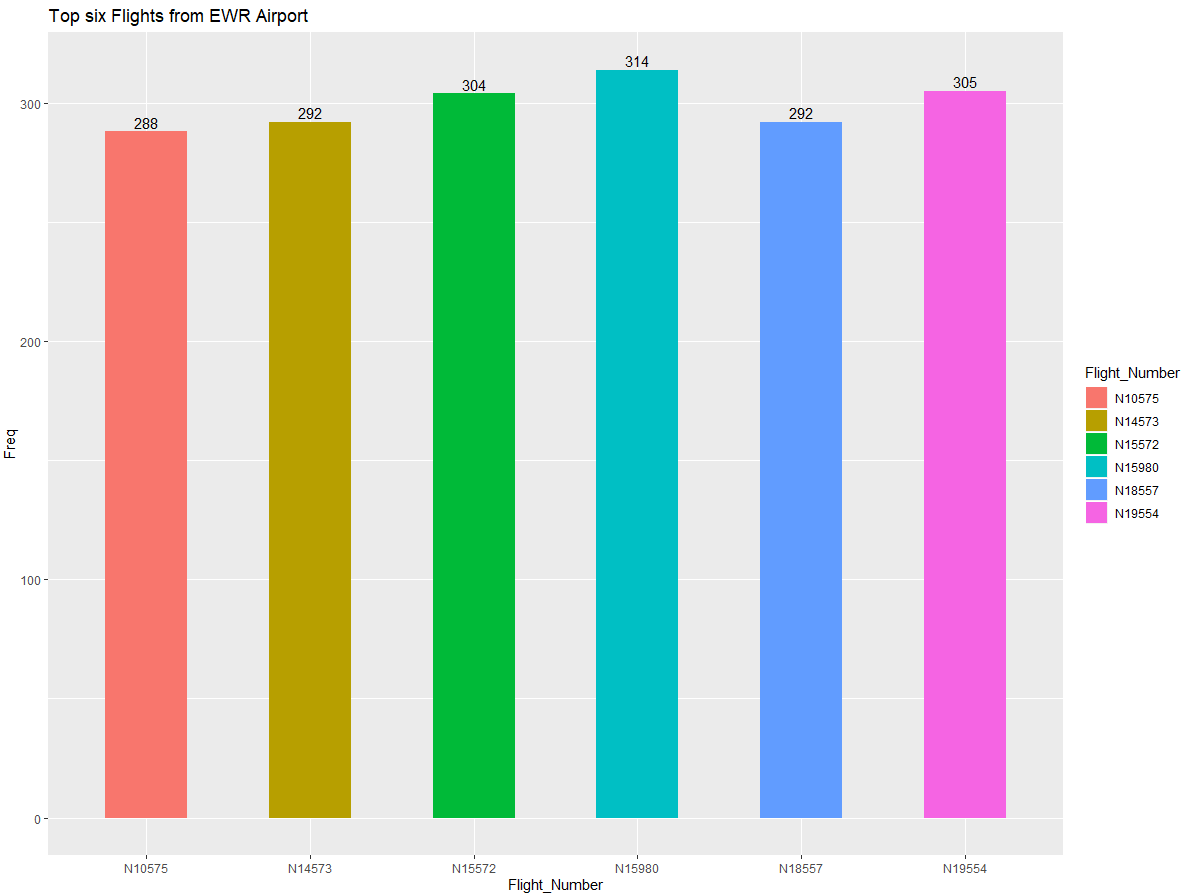 Top six Flights from EWR Airport
314
304
305
292
292
288
300
200
100
0
Freq
N10575
N14573
N15572
N15980
N18557
N19554
Flight_Number
Flight_Number
N10575
N14573
N15572
N15980
N18557
N19554